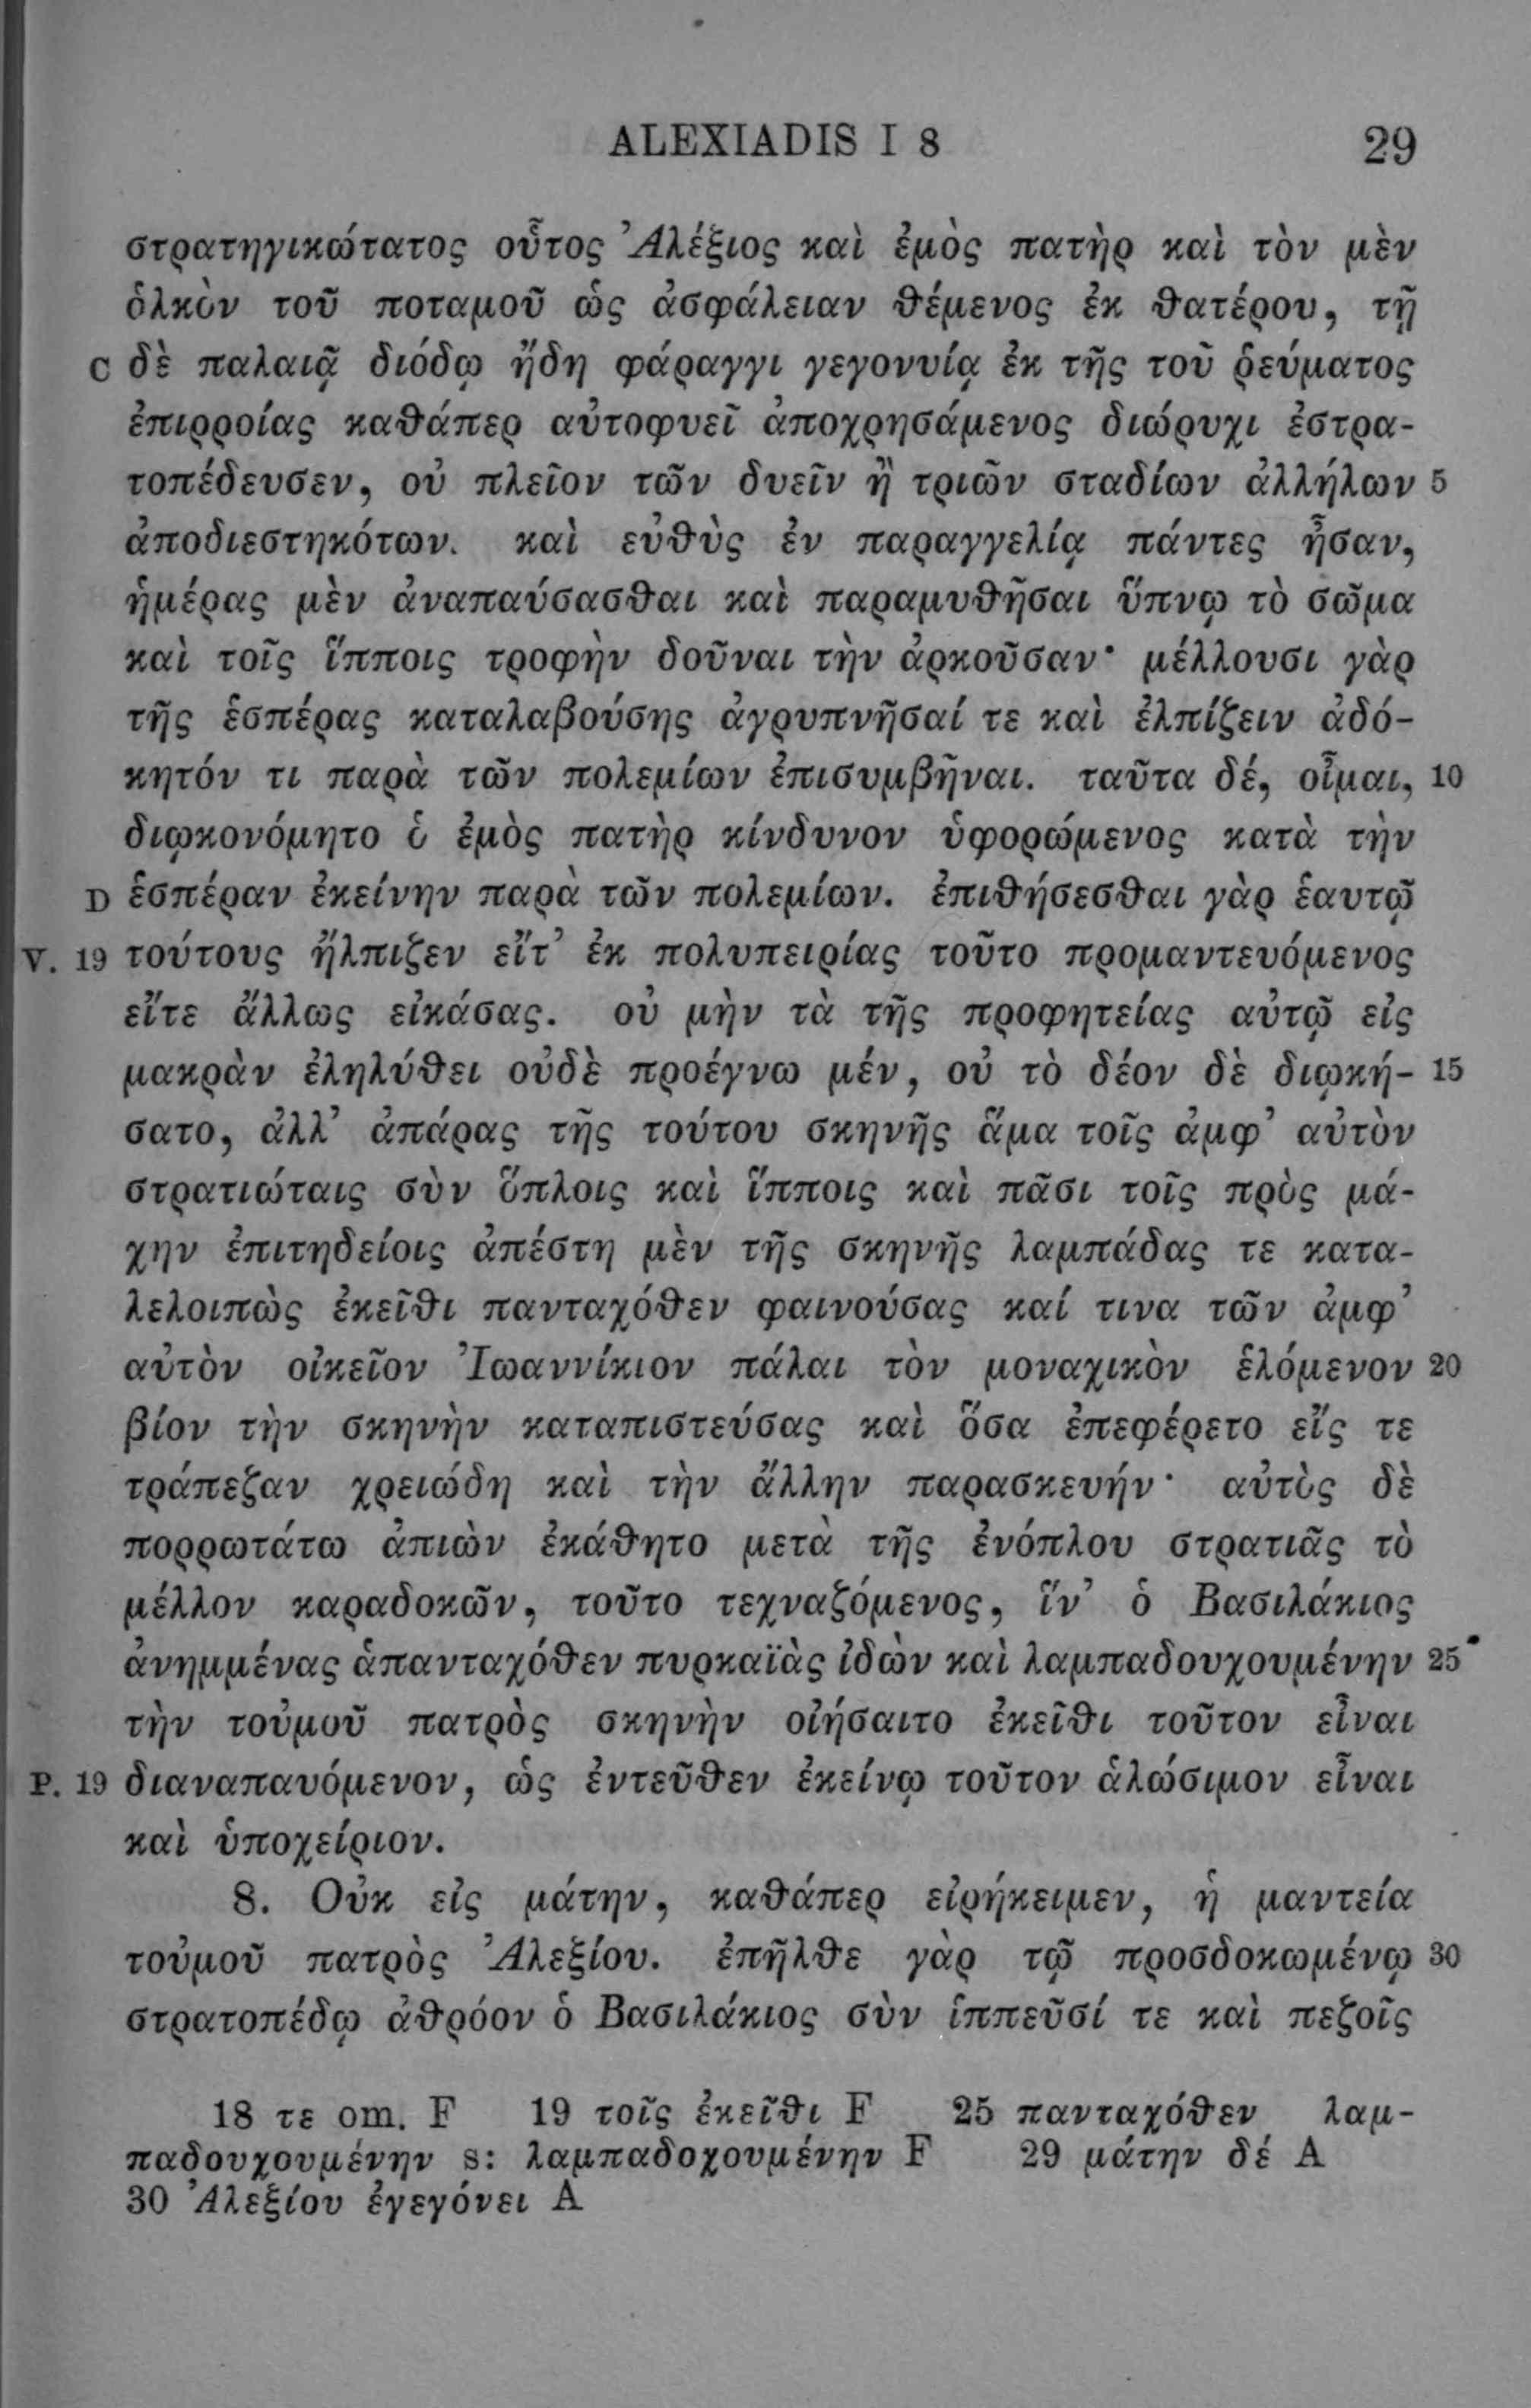 ALEXIADIS I 8 29
στρατηγικώτατος οὗτος Ἀλέξιος καὶ ἐμὸς πατὴρ καὶ τὸν μὲν
ὁλκὸν τοῦ ποταμοῦ ὡς ἀσφάλειαν θέμενος ἐκ θατέρου, τῇ
C δὲ παλαιᾷ διόδῳ ἤδη φάραγγι γεγονυίᾳ ἐκ τῆς τοῦ ῥεύματος
ἐπιρροίας καθάπερ αὐτοφυεῖ ἀποχρησάμενος διώρυχι ἐστρα-
τοπέδευσεν, οὐ πλεῖον τῶν δυεῖν ἢ τριῶν σταδίων ἀλλήλων 5
ἀποδιεστηκότων. καὶ εὐθὺς ἐν παραγγελίᾳ πάντες ἦσαν,
ἡμέρας μὲν ἀναπαύσασθαι καὶ παραμυθῆσαι ὕπνῳ τὸ σῶμα
καὶ τοῖς ἵπποις τροφὴν δοῦναι τὴν ἀρκοῦσαν· μέλλουσι γὰρ
τῆς ἑσπέρας καταλαβούσης ἀγρυπνῆσαί τε καὶ ἐλπίζειν ἀδό-
κητόν τι παρὰ τῶν πολεμίων ἐπισυμβῆναι. ταῦτα δέ, οἶμαι, 10
διῳκονόμητο ὁ ἐμὸς πατὴρ κίνδυνον ὑφορώμενος κατὰ τὴν
D ἑσπέραν ἐκείνην παρὰ τῶν πολεμίων. ἐπιθήσεσθαι γὰρ ἑαυτῷ
V. 19 τούτους ἤλπιζεν εἴτ’ ἐκ πολυπειρίας τοῦτο προμαντευόμενος
εἴτε ἄλλως εἰκάσας. οὐ μὴν τὰ τῆς προφητείας αὐτῷ εἰς
μακρὰν ἐληλύθει οὐδὲ προέγνω μέν, οὐ τὸ δέον δὲ διῳκή- 15
σατο, ἀλλ’ ἀπάρας τῆς τούτου σκηνῆς ἅμα τοῖς ἀμφ’ αὐτὸν
στρατιώταις σὺν ὅπλοις καὶ ἵπποις καὶ πᾶσι τοῖς πρὸς μά-
χην ἐπιτηδείοις ἀπέστη μὲν τῆς σκηνῆς λαμπάδας τε κατα-
λελοιπὼς ἐκεῖθι πανταχόθεν φαινούσας καί τινα τῶν ἀμφ’
αὐτὸν οἰκεῖον Ἰωαννίκιον πάλαι τὸν μοναχικὸν ἑλόμενον 20
βίον τὴν σκηνὴν καταπιστεύσας καὶ ὅσα ἐπεφέρετο εἴς τε
τράπεζαν χρειώδη καὶ τὴν ἄλλην παρασκευήν· αὐτὸς δὲ
πορρωτάτω ἀπιὼν ἐκάθητο μετὰ τῆς ἐνόπλου στρατιᾶς τὸ
μέλλον καραδοκῶν, τοῦτο τεχναζόμενος, ἵν’ ὁ Βασιλάκιος
ἀνημμένας ἁπανταχόθεν πυρκαϊὰς ἰδὼν καὶ λαμπαδουχουμένην 25
τὴν τοὐμοῦ πατρὸς σκηνὴν οἰήσαιτο ἐκεῖθι τοῦτον εἶναι
P. 19 διαναπαυόμενον, ὡς ἐντεῦθεν ἐκείνῳ τοῦτον ἁλώσιμον εἶναι
καὶ ὑποχείριον.
8. Οὐκ εἰς μάτην, καθάπερ εἰρήκειμεν, ἡ μαντεία
τοὐμοῦ πατρὸς Ἀλεξίου. ἐπῆλθε γὰρ τῷ προσδοκωμένῳ 30
στρατοπέδῳ ἀθρόον ὁ Βασιλάκιος σὺν ἱππεῦσί τε καὶ πεζοῖς
18 τε om. F 19 τοῖς ἐκεῖθι F 25 πανταχόθεν λαμ-
παδουχουμένην s: λαμπαδοχουμένην F 29 μάτην δέ A
30 Ἀλεξίου ἐγεγόνει A